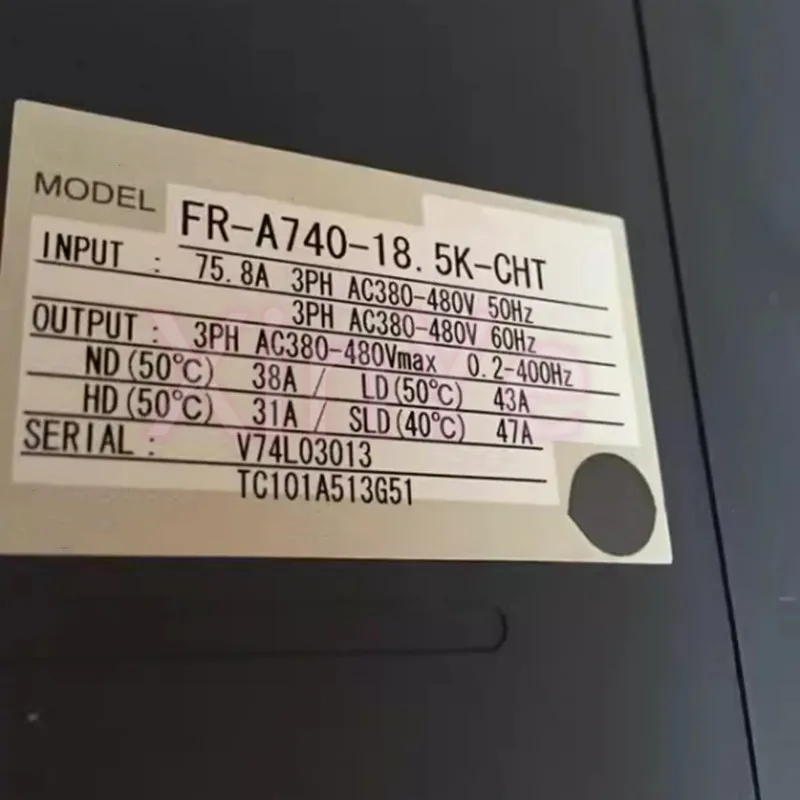 MODEL FR-A740-18.5K-CHT
INPUT : 75.8A 3PH AC380-480V 50Hz
3PH AC380-480V 60Hz
OUTPUT : 3PH AC380-480Vmax 0.2-400Hz
ND(50℃) 38A / LD(50℃) 43A
HD(50℃) 31A / SLD(40℃) 47A
SERIAL : V74L03013
TC101A513G51